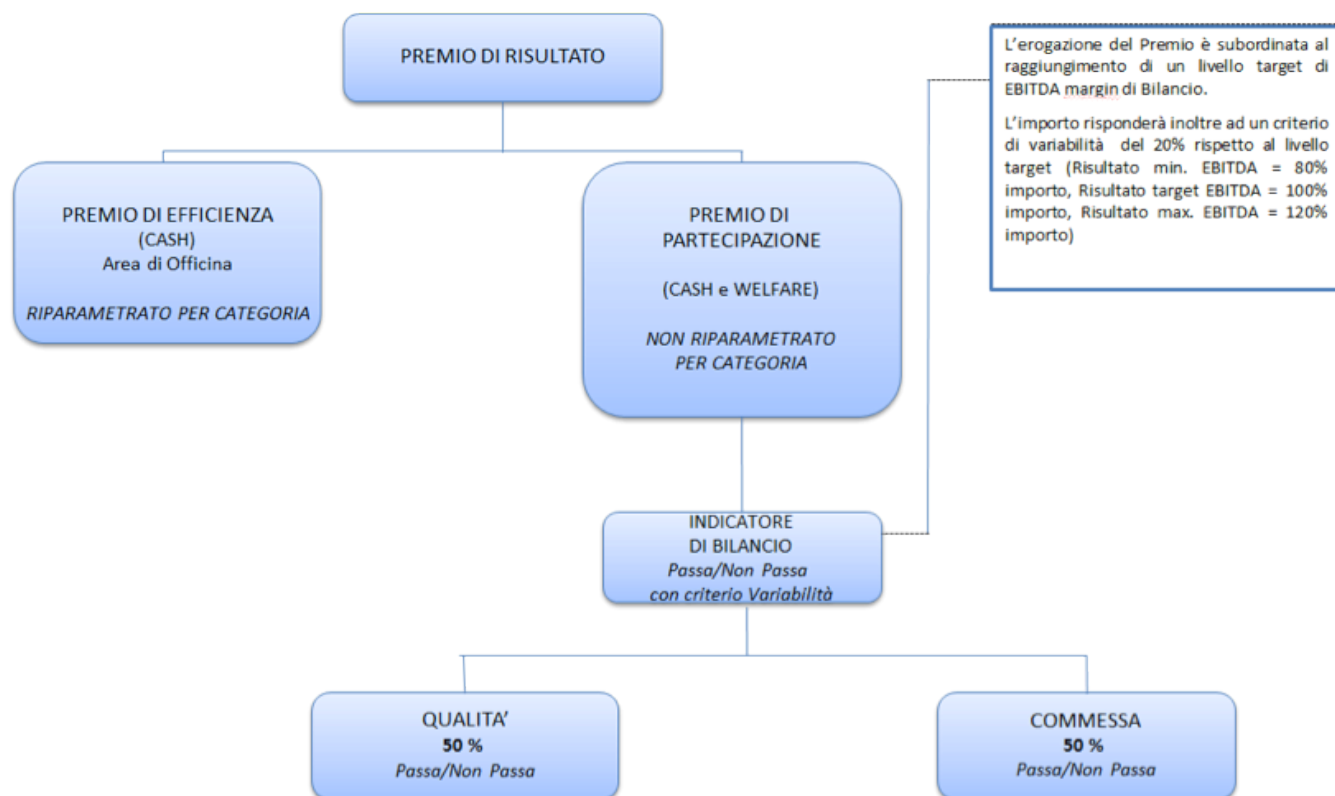 PREMIO DI RISULTATO
L'erogazione del Premio è subordinata al
raggiungimento di un livello target di
EBITDA margin di Bilancio.
L'importo risponderà inoltre ad un criterio
di variabilità del 20% rispetto al livello
target (Risultato min. EBITDA = 80%
importo, Risultato target EBITDA = 100%
importo, Risultato max. EBITDA = 120%
importo)
PREMIO DI EFFICIENZA
(CASH)
Area di Officina
RIPARAMETRATO PER CATEGORIA
PREMIO DI
PARTECIPAZIONE
(CASH e WELFARE)
NON RIPARAMETRATO
PER CATEGORIA
INDICATORE
DI BILANCIO
Passa/Non Passa
con criterio Variabilità
QUALITA'
50 %
Passa/Non Passa
COMMESSA
50 %
Passa/Non Passa